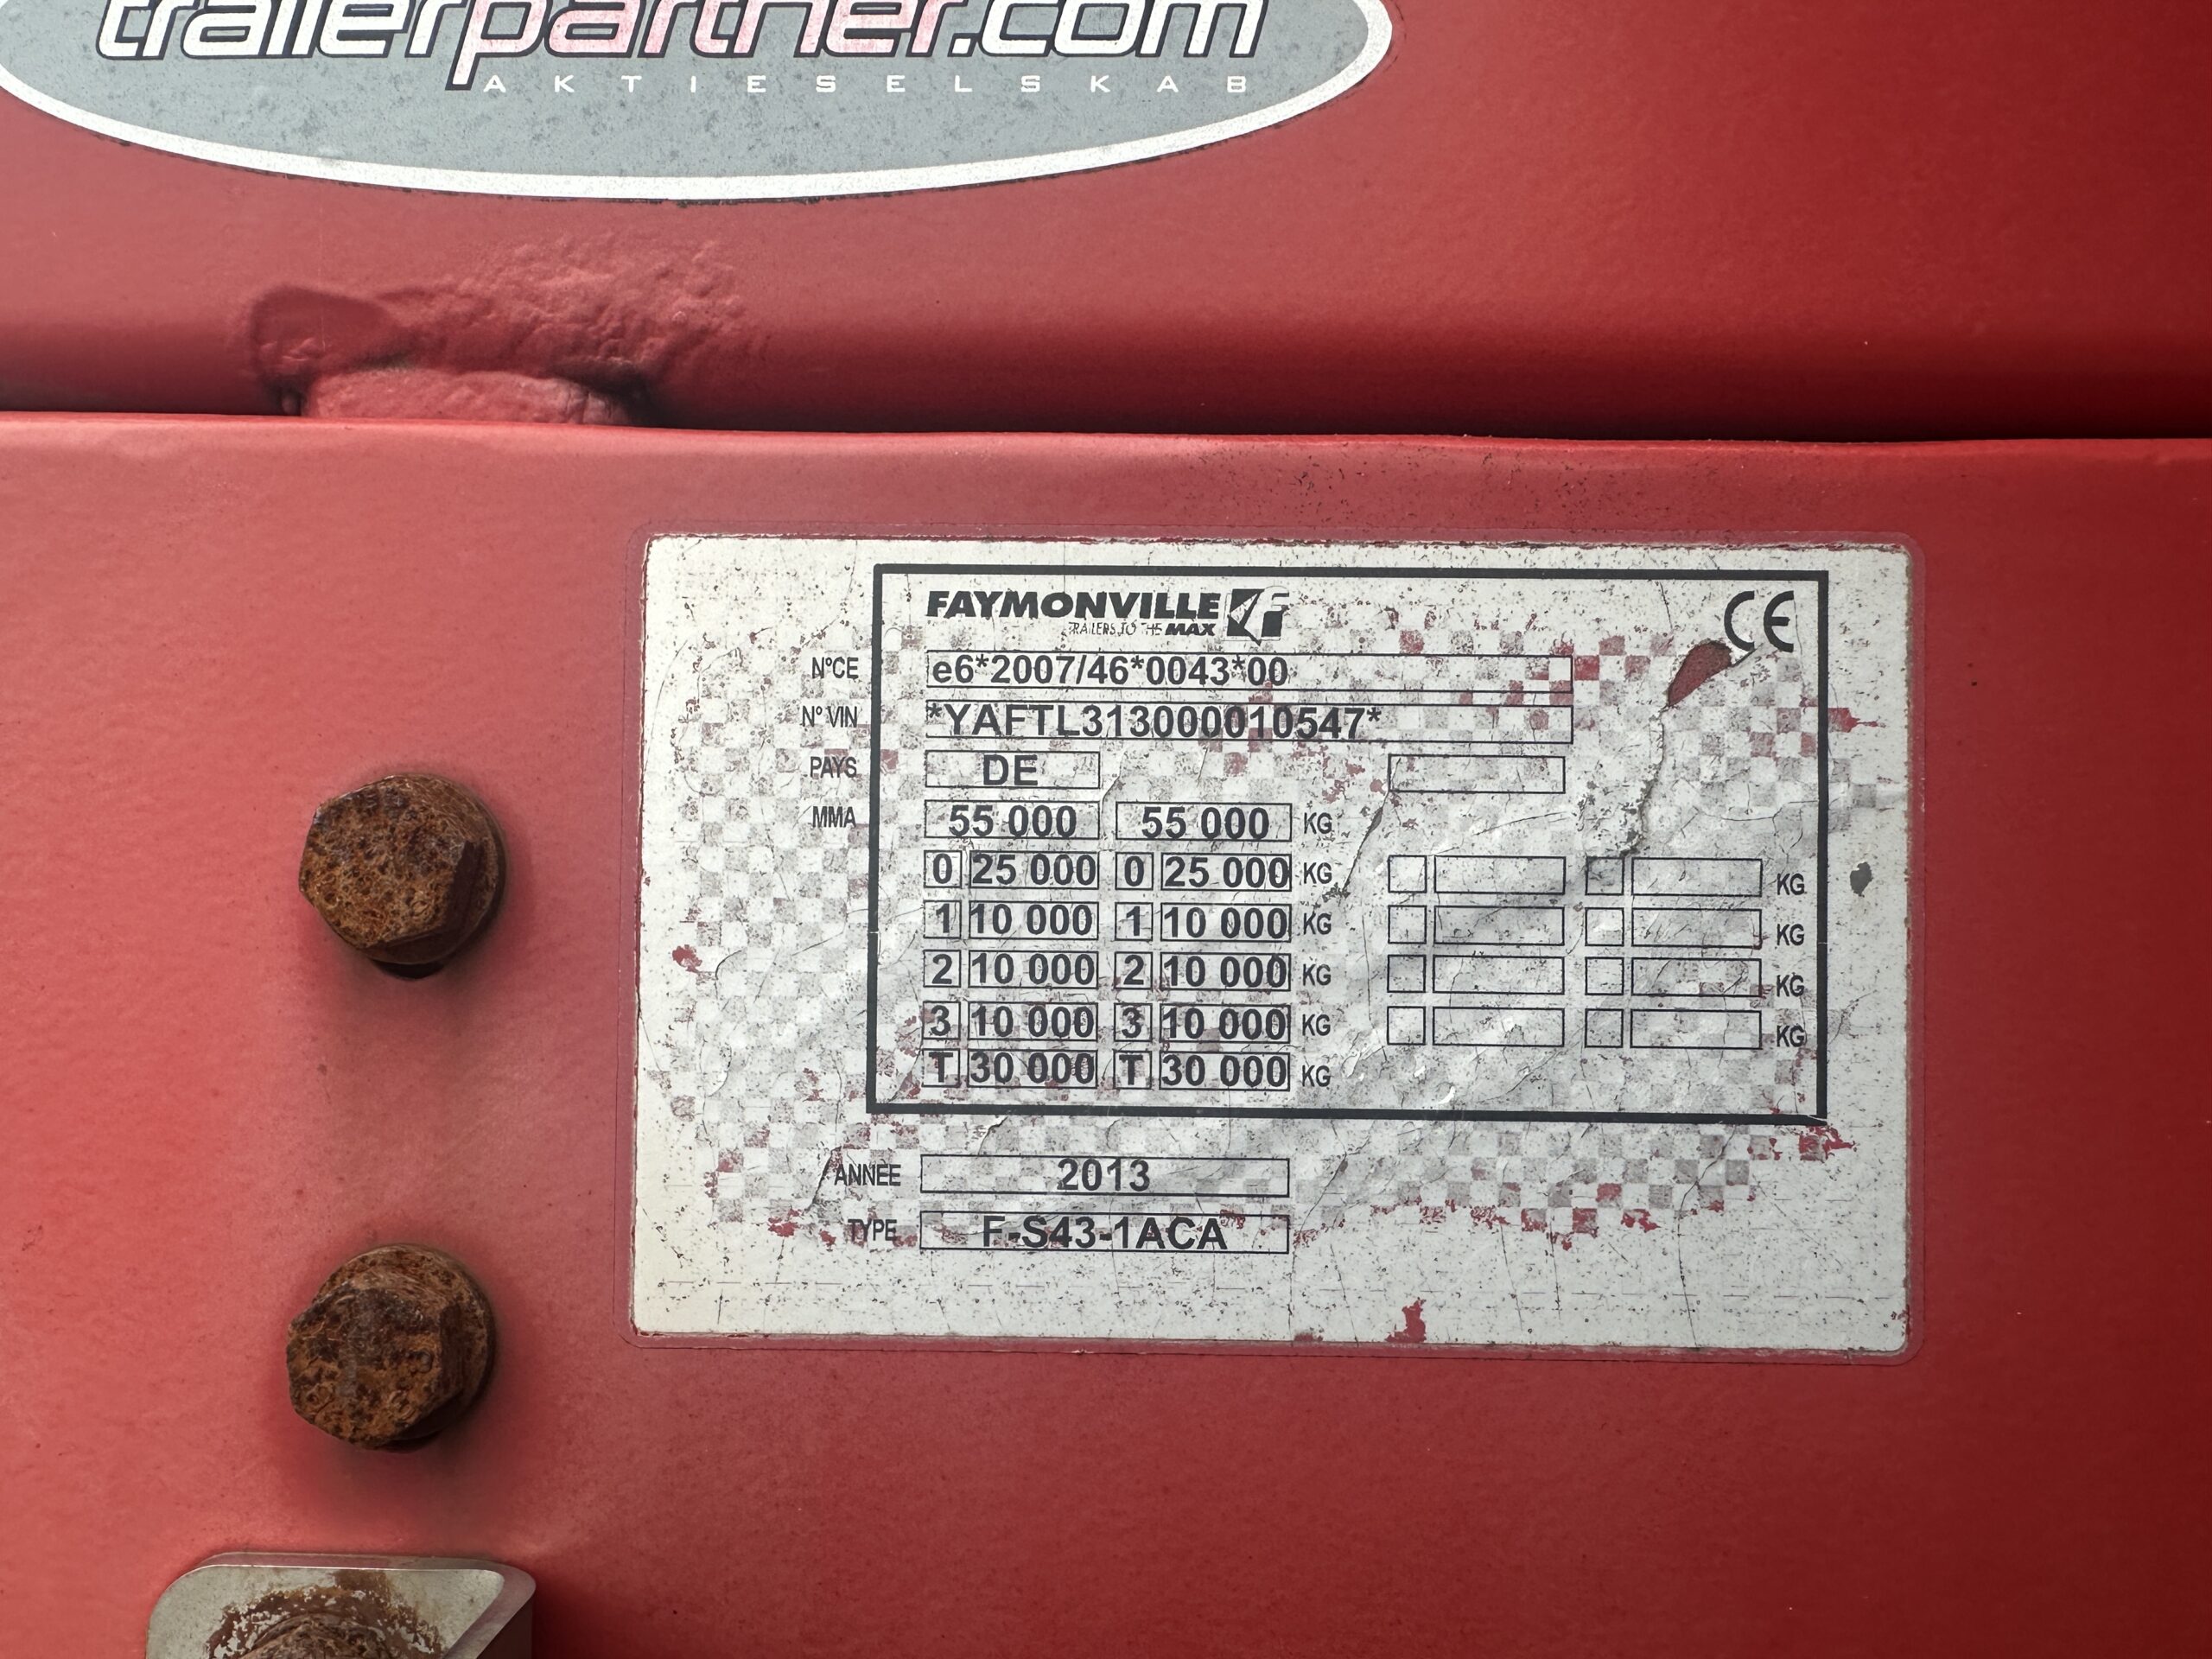 trailerpartner.com
AKTIESELSKAB
FAYMONVILLE
TRAILERS TO THE MAX
CE
N°CE e6*2007/46*0043*00
N° VIN *YAFTL313000010547*
PAYS DE
MMA 55 000 55 000 KG
0 25 000 0 25 000 KG KG
1 10 000 1 10 000 KG KG
2 10 000 2 10 000 KG KG
3 10 000 3 10 000 KG KG
T 30 000 T 30 000 KG
ANNÉE 2013
TYPE F-S43-1ACA